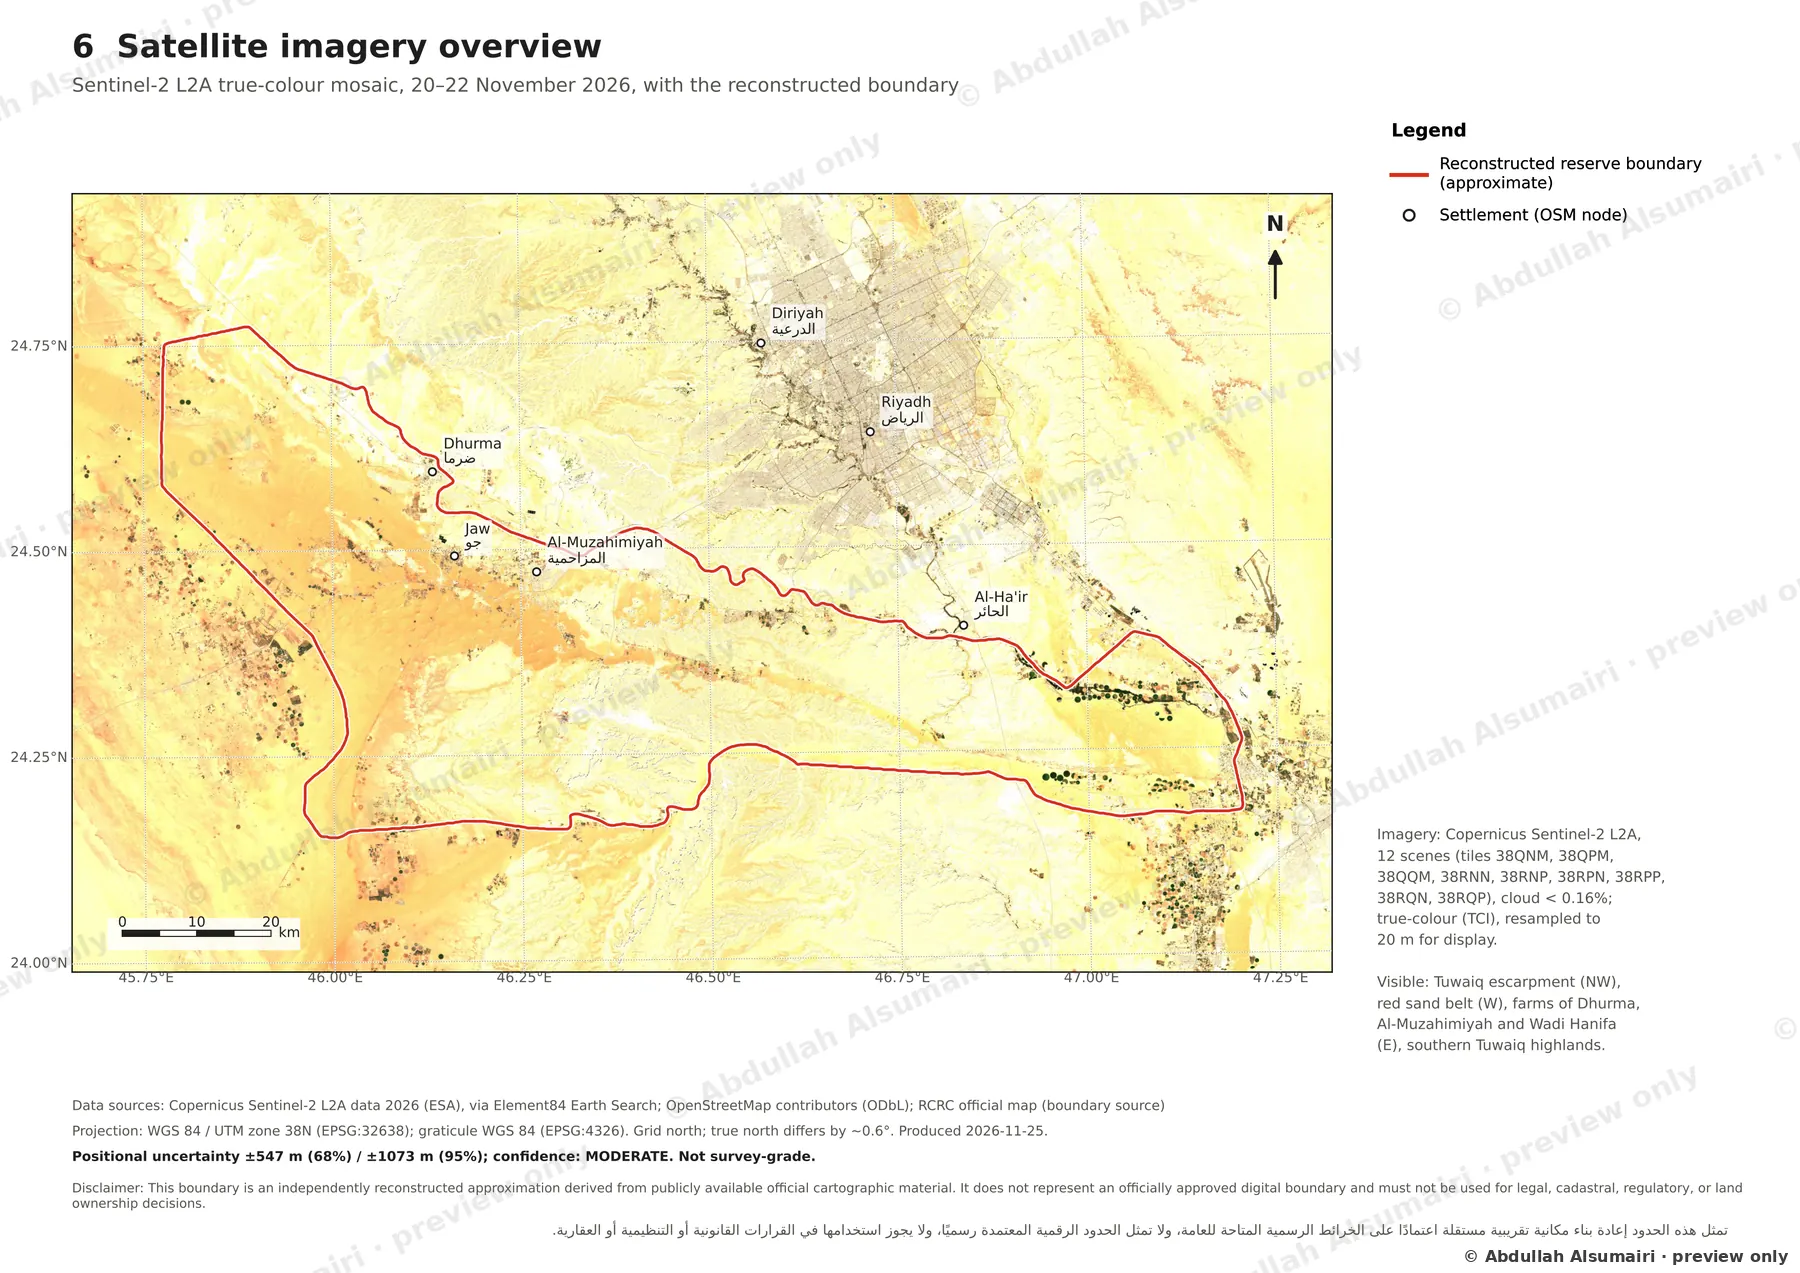 6 Satellite imagery overview
Sentinel-2 L2A true-colour mosaic, 20–22 November 2026, with the reconstructed boundary
Legend
Reconstructed reserve boundary
(approximate)
Settlement (OSM node)
N
Diriyah
الدرعية
Riyadh
الرياض
Dhurma
ضرما
Jaw
جو
Al-Muzahimiyah
المزاحمية
Al-Ha'ir
الحائر
24.75°N
24.50°N
24.25°N
24.00°N
0 10 20 km
45.75°E 46.00°E 46.25°E 46.50°E 46.75°E 47.00°E 47.25°E
Imagery: Copernicus Sentinel-2 L2A,
12 scenes (tiles 38QNM, 38QPM,
38QQM, 38RNN, 38RNP, 38RPN, 38RPP,
38RQN, 38RQP), cloud < 0.16%;
true-colour (TCI), resampled to
20 m for display.
Visible: Tuwaiq escarpment (NW),
red sand belt (W), farms of Dhurma,
Al-Muzahimiyah and Wadi Hanifa
(E), southern Tuwaiq highlands.
Data sources: Copernicus Sentinel-2 L2A data 2026 (ESA), via Element84 Earth Search; OpenStreetMap contributors (ODbL); RCRC official map (boundary source)
Projection: WGS 84 / UTM zone 38N (EPSG:32638); graticule WGS 84 (EPSG:4326). Grid north; true north differs by ~0.6°. Produced 2026-11-25.
Positional uncertainty ±547 m (68%) / ±1073 m (95%); confidence: MODERATE. Not survey-grade.
Disclaimer: This boundary is an independently reconstructed approximation derived from publicly available official cartographic material. It does not represent an officially approved digital boundary and must not be used for legal, cadastral, regulatory, or land
ownership decisions.
تمثل هذه الحدود إعادة بناء مكانية تقريبية مستقلة اعتمادًا على الخرائط الرسمية المتاحة للعامة، ولا تمثل الحدود الرقمية المعتمدة رسميًا، ولا يجوز استخدامها في القرارات القانونية أو التنظيمية أو العقارية.
© Abdullah Alsumairi · preview only